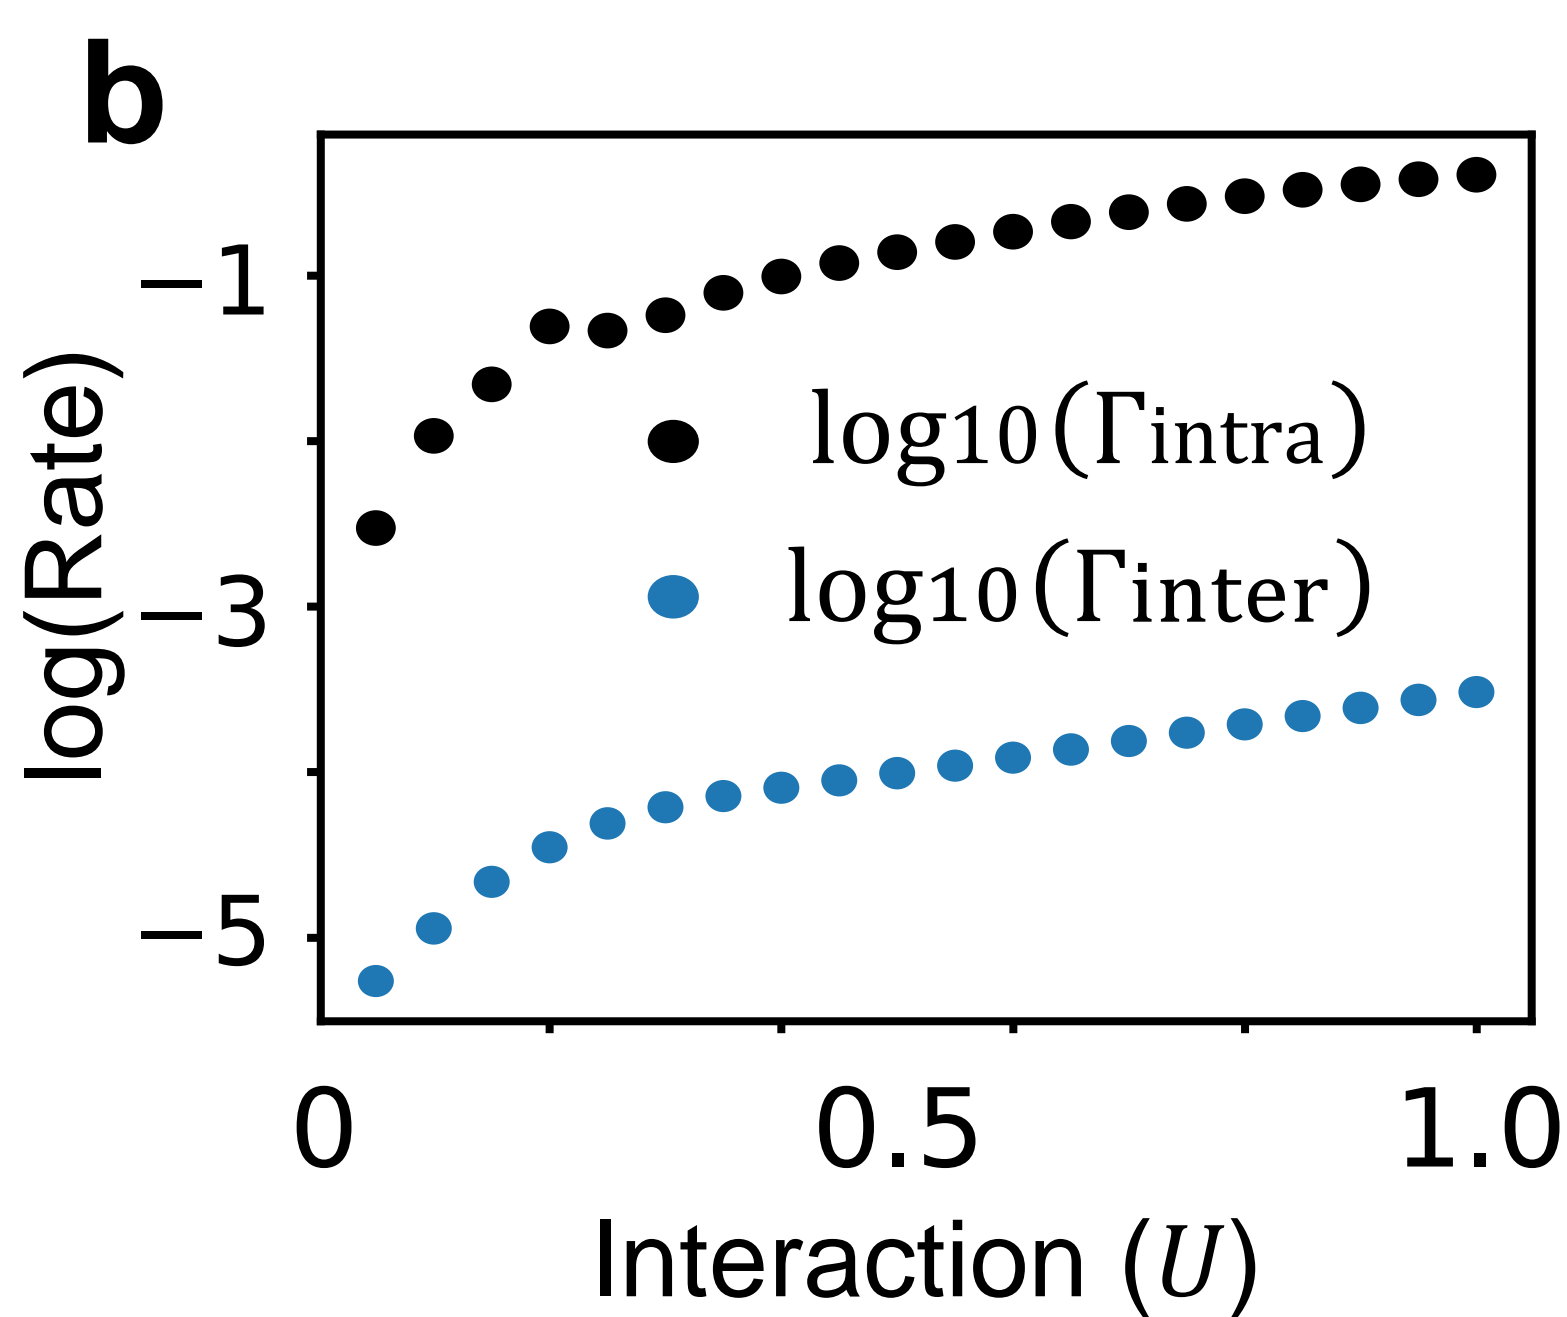 b
log(Rate)
−1
−3
−5
log10(Γintra)
log10(Γinter)
0 0.5 1.0
Interaction (U)